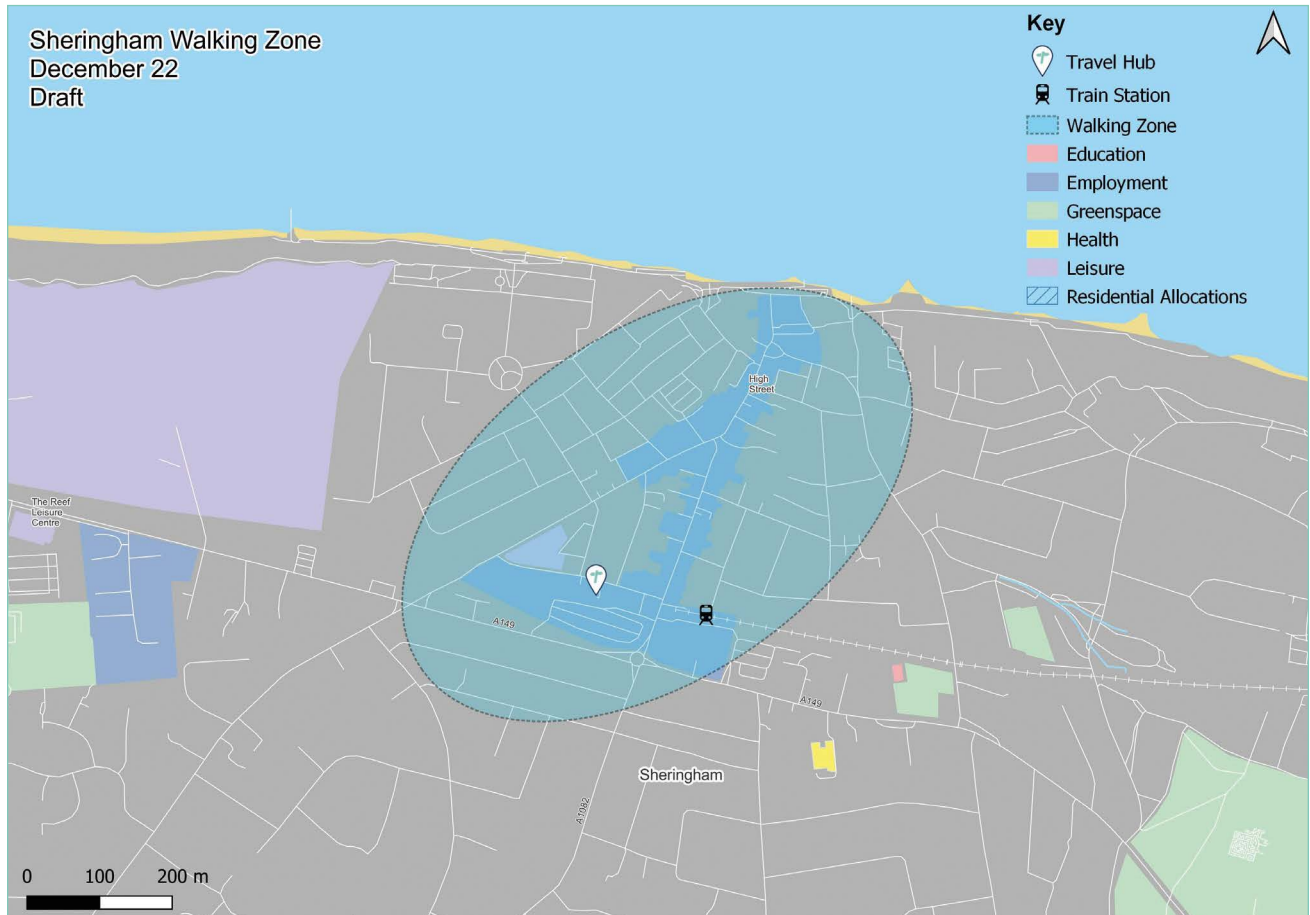 Sheringham Walking Zone
December 22
Draft
Key
Travel Hub
Train Station
Walking Zone
Education
Employment
Greenspace
Health
Leisure
Residential Allocations
High
Street
The Reef
Leisure
Centre
A149
A149
Sheringham
A1082
0 100 200 m